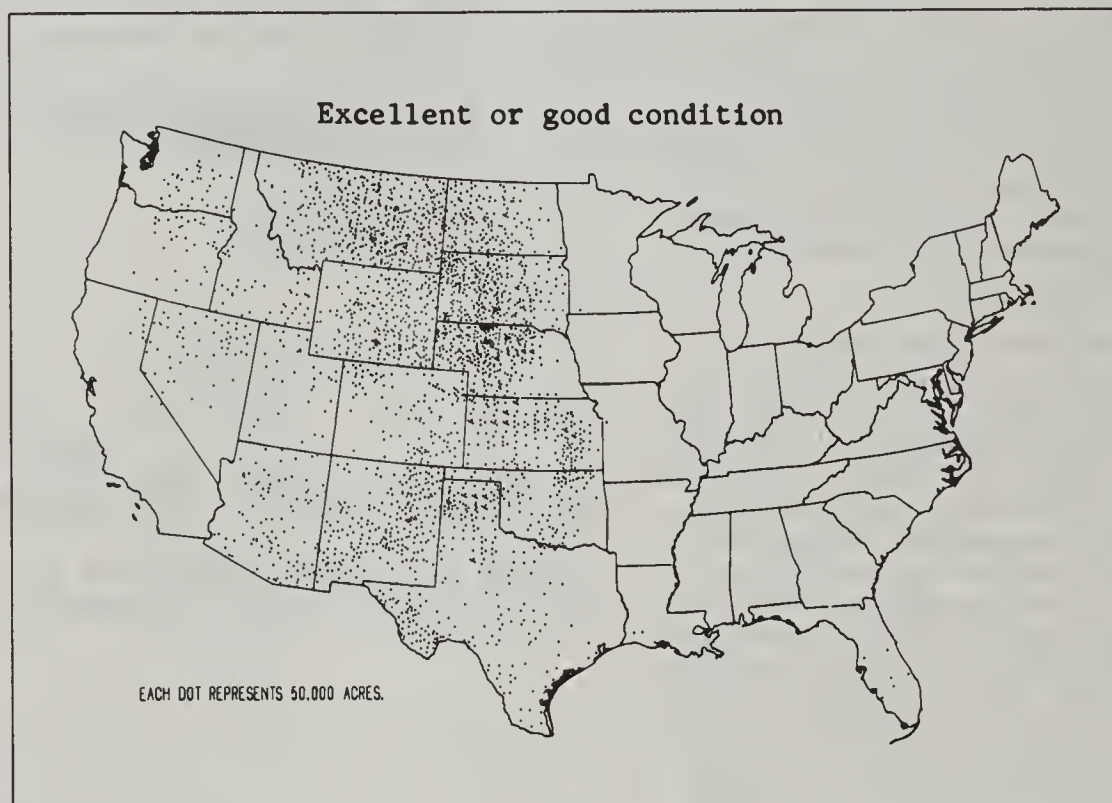 Excellent or good condition
EACH DOT REPRESENTS 50.000 ACRES.